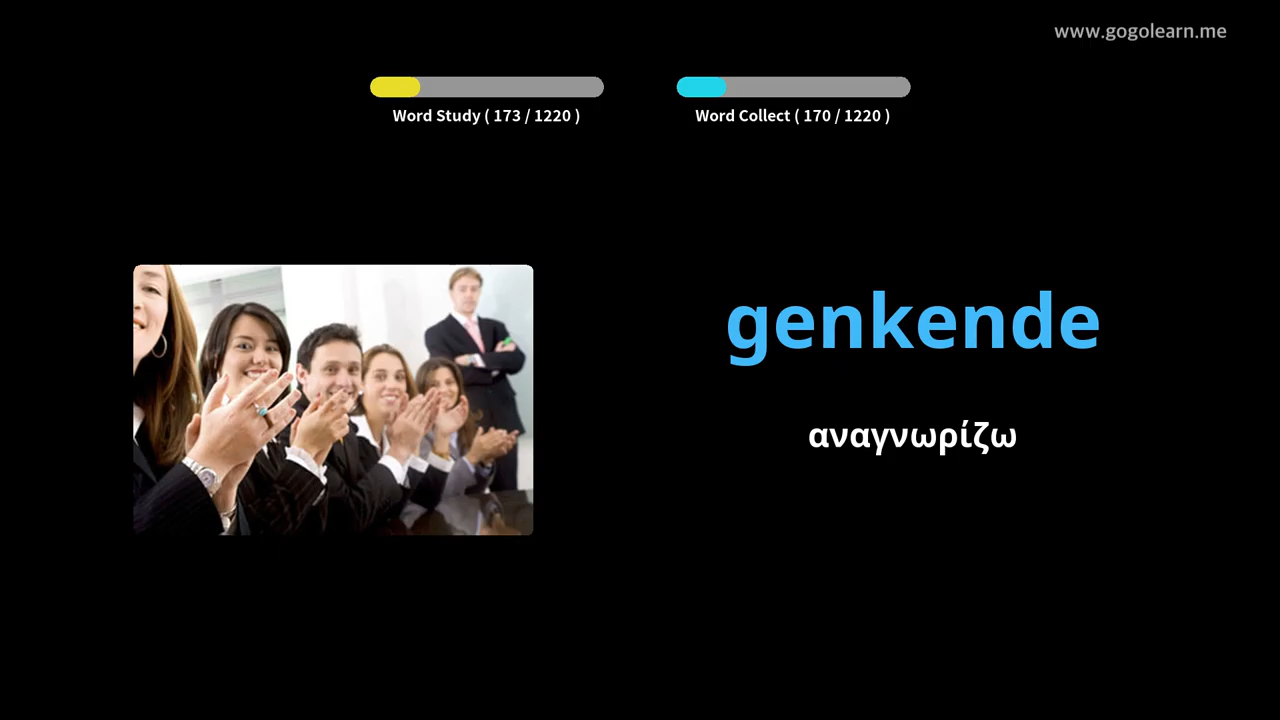 www.gogolearn.me
Word Study ( 173 / 1220 )
Word Collect ( 170 / 1220 )
genkende
αναγνωρίζω